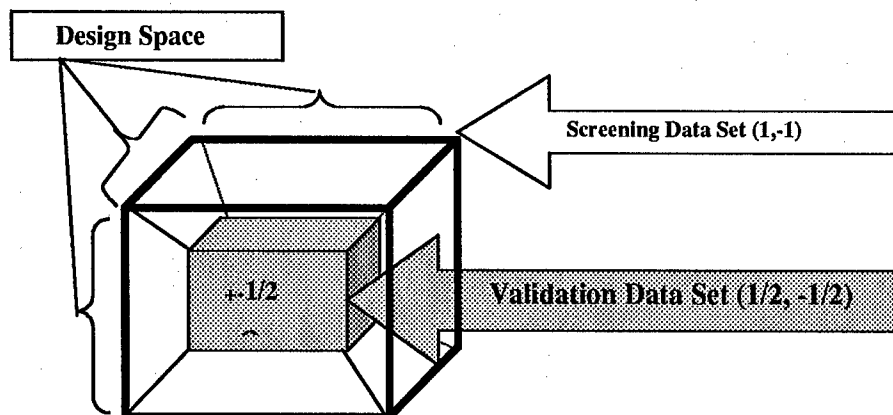 Design Space
Screening Data Set (1,-1)
+-1/2
Validation Data Set (1/2, -1/2)